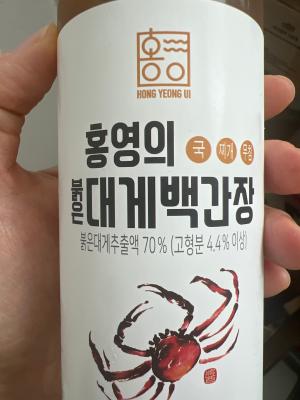 홍영
HONG YEONG UI
홍영의
국 찌개 무침
붉은
대게백간장
붉은대게추출액 70% (고형분 4.4% 이상)